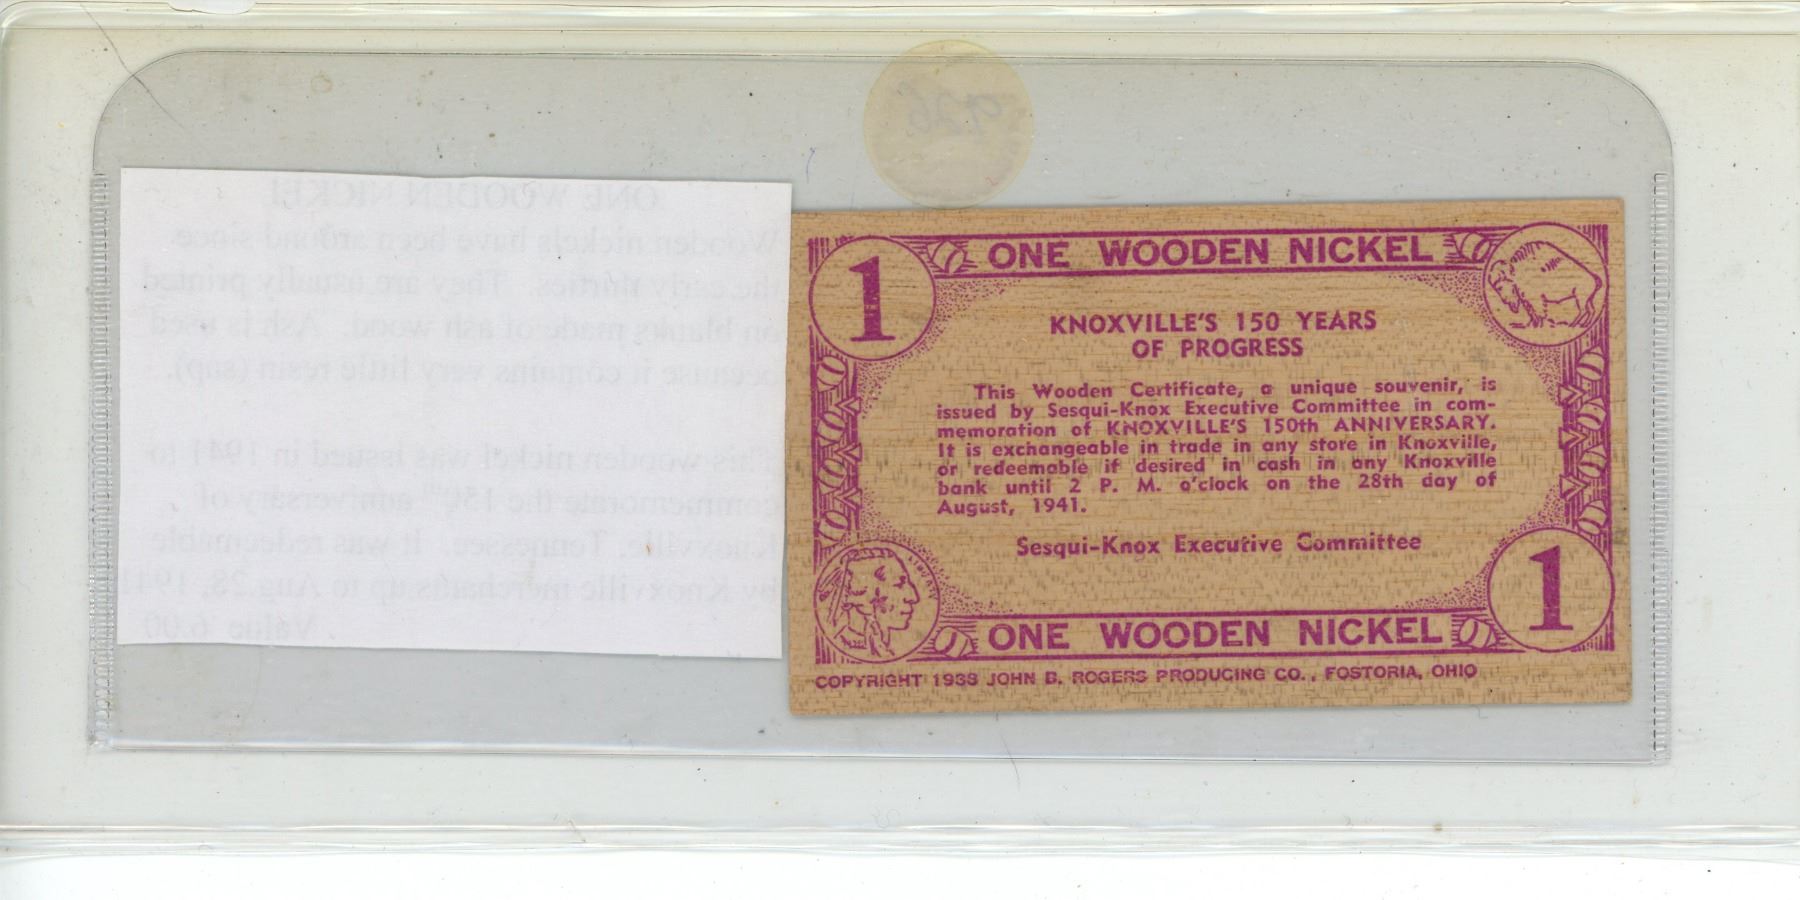 926
ONE WOODEN NICKEL
Wooden nickels have been around since
the early thirties. They are usually printed
on blanks made of ash wood. Ash is used
because it contains very little resin (sap).
This wooden nickel was issued in 1941 to
commemorate the 150th anniversary of
Knoxville, Tennessee. It was redeemable
by Knoxville merchants up to Aug. 28, 1941.
Value 6.00
1 ONE WOODEN NICKEL
KNOXVILLE'S 150 YEARS
OF PROGRESS
This Wooden Certificate, a unique souvenir, is
issued by Sesqui-Knox Executive Committee in com-
memoration of KNOXVILLE'S 150th ANNIVERSARY.
It is exchangeable in trade in any store in Knoxville,
or redeemable if desired in cash in any Knoxville
bank until 2 P. M. o'clock on the 28th day of
August, 1941.
Sesqui-Knox Executive Committee
ONE WOODEN NICKEL 1
COPYRIGHT 1938 JOHN B. ROGERS PRODUCING CO., FOSTORIA, OHIO